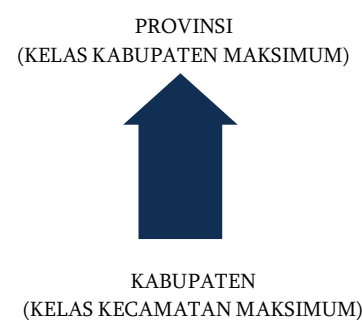 PROVINSI
(KELAS KABUPATEN MAKSIMUM)
KABUPATEN
(KELAS KECAMATAN MAKSIMUM)